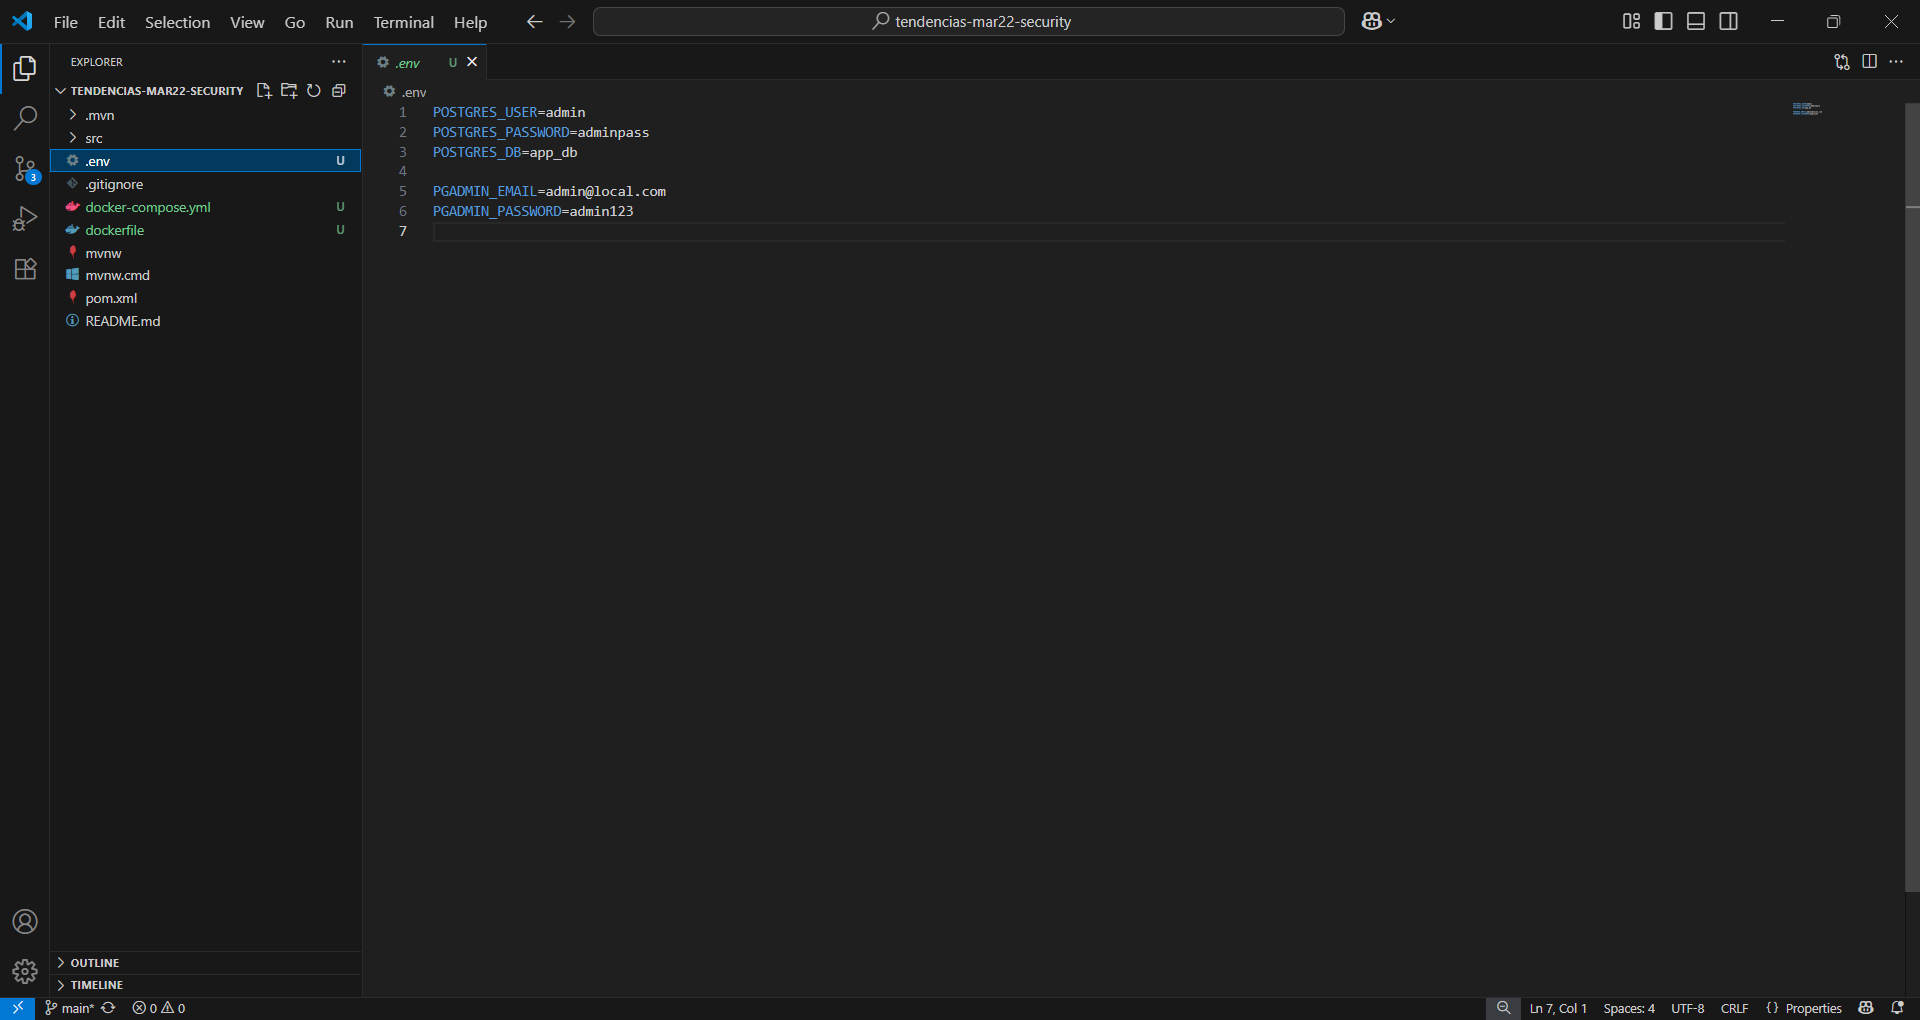 File Edit Selection View Go Run Terminal Help
tendencias-mar22-security
EXPLORER
TENDENCIAS-MAR22-SECURITY
.mvn
src
.env U
.gitignore
docker-compose.yml U
dockerfile U
mvnw
mvnw.cmd
pom.xml
README.md
OUTLINE
TIMELINE
3
.env U
.env
1 POSTGRES_USER=admin
2 POSTGRES_PASSWORD=adminpass
3 POSTGRES_DB=app_db
4
5 PGADMIN_EMAIL=admin@local.com
6 PGADMIN_PASSWORD=admin123
7
main* 0 0
Ln 7, Col 1 Spaces: 4 UTF-8 CRLF {} Properties